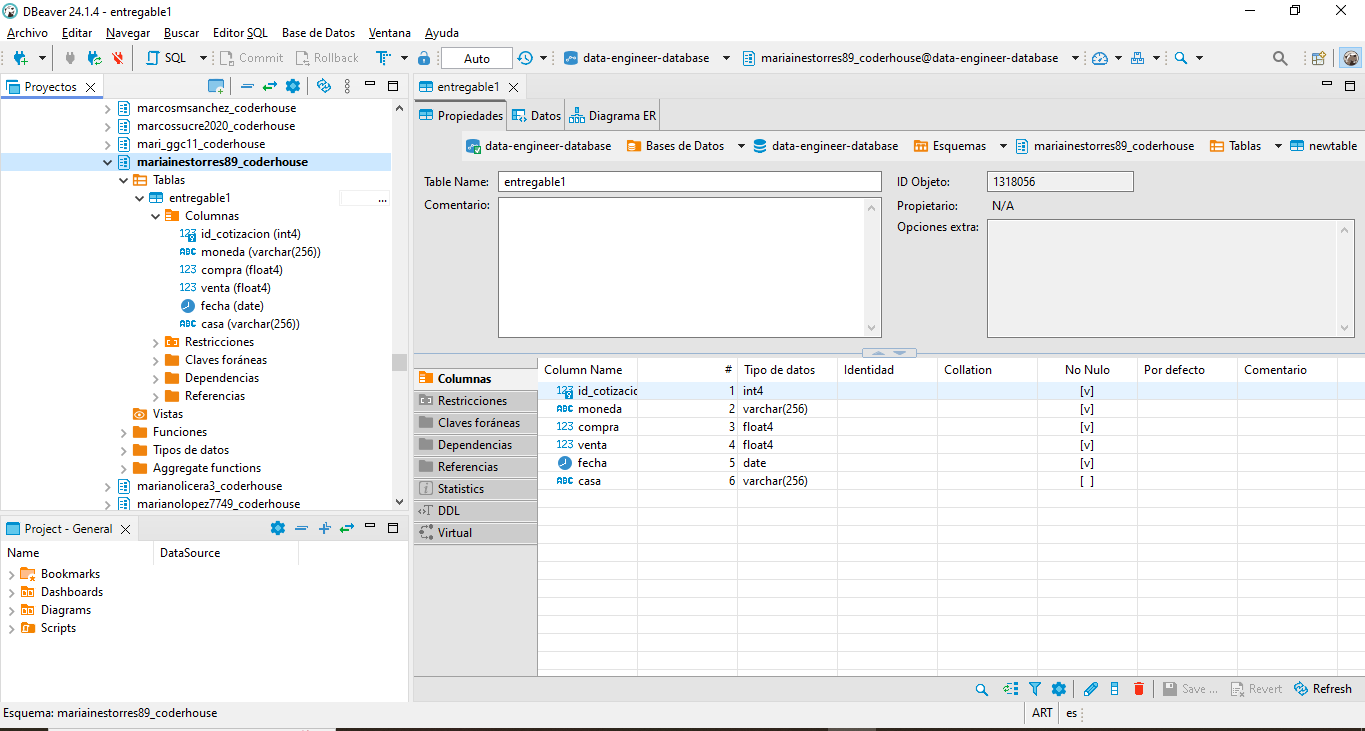 DBeaver 24.1.4 - entregable1
Archivo Editar Navegar Buscar Editor SQL Base de Datos Ventana Ayuda
SQL Commit Rollback Auto data-engineer-database mariainestorres89_coderhouse@data-engineer-database
Proyectos
marcosmsanchez_coderhouse
marcossucre2020_coderhouse
mari_ggc11_coderhouse
mariainestorres89_coderhouse
Tablas
entregable1 ...
Columnas
123 id_cotizacion (int4)
ABC moneda (varchar(256))
123 compra (float4)
123 venta (float4)
fecha (date)
ABC casa (varchar(256))
Restricciones
Claves foráneas
Dependencias
Referencias
Vistas
Funciones
Tipos de datos
Aggregate functions
marianolicera3_coderhouse
marianolopez7749_coderhouse
Project - General
Name DataSource
Bookmarks
Dashboards
Diagrams
Scripts
entregable1
Propiedades Datos Diagrama ER
data-engineer-database Bases de Datos data-engineer-database Esquemas mariainestorres89_coderhouse Tablas newtable
Table Name: entregable1
Comentario:
ID Objeto: 1318056
Propietario: N/A
Opciones extra:
Columnas
Restricciones
Claves foráneas
Dependencias
Referencias
Statistics
DDL
Virtual
Column Name # Tipo de datos Identidad Collation No Nulo Por defecto Comentario
123 id_cotizacic 1 int4 [v]
ABC moneda 2 varchar(256) [v]
123 compra 3 float4 [v]
123 venta 4 float4 [v]
fecha 5 date [v]
ABC casa 6 varchar(256) [ ]
Save ... Revert Refresh
Esquema: mariainestorres89_coderhouse ART es